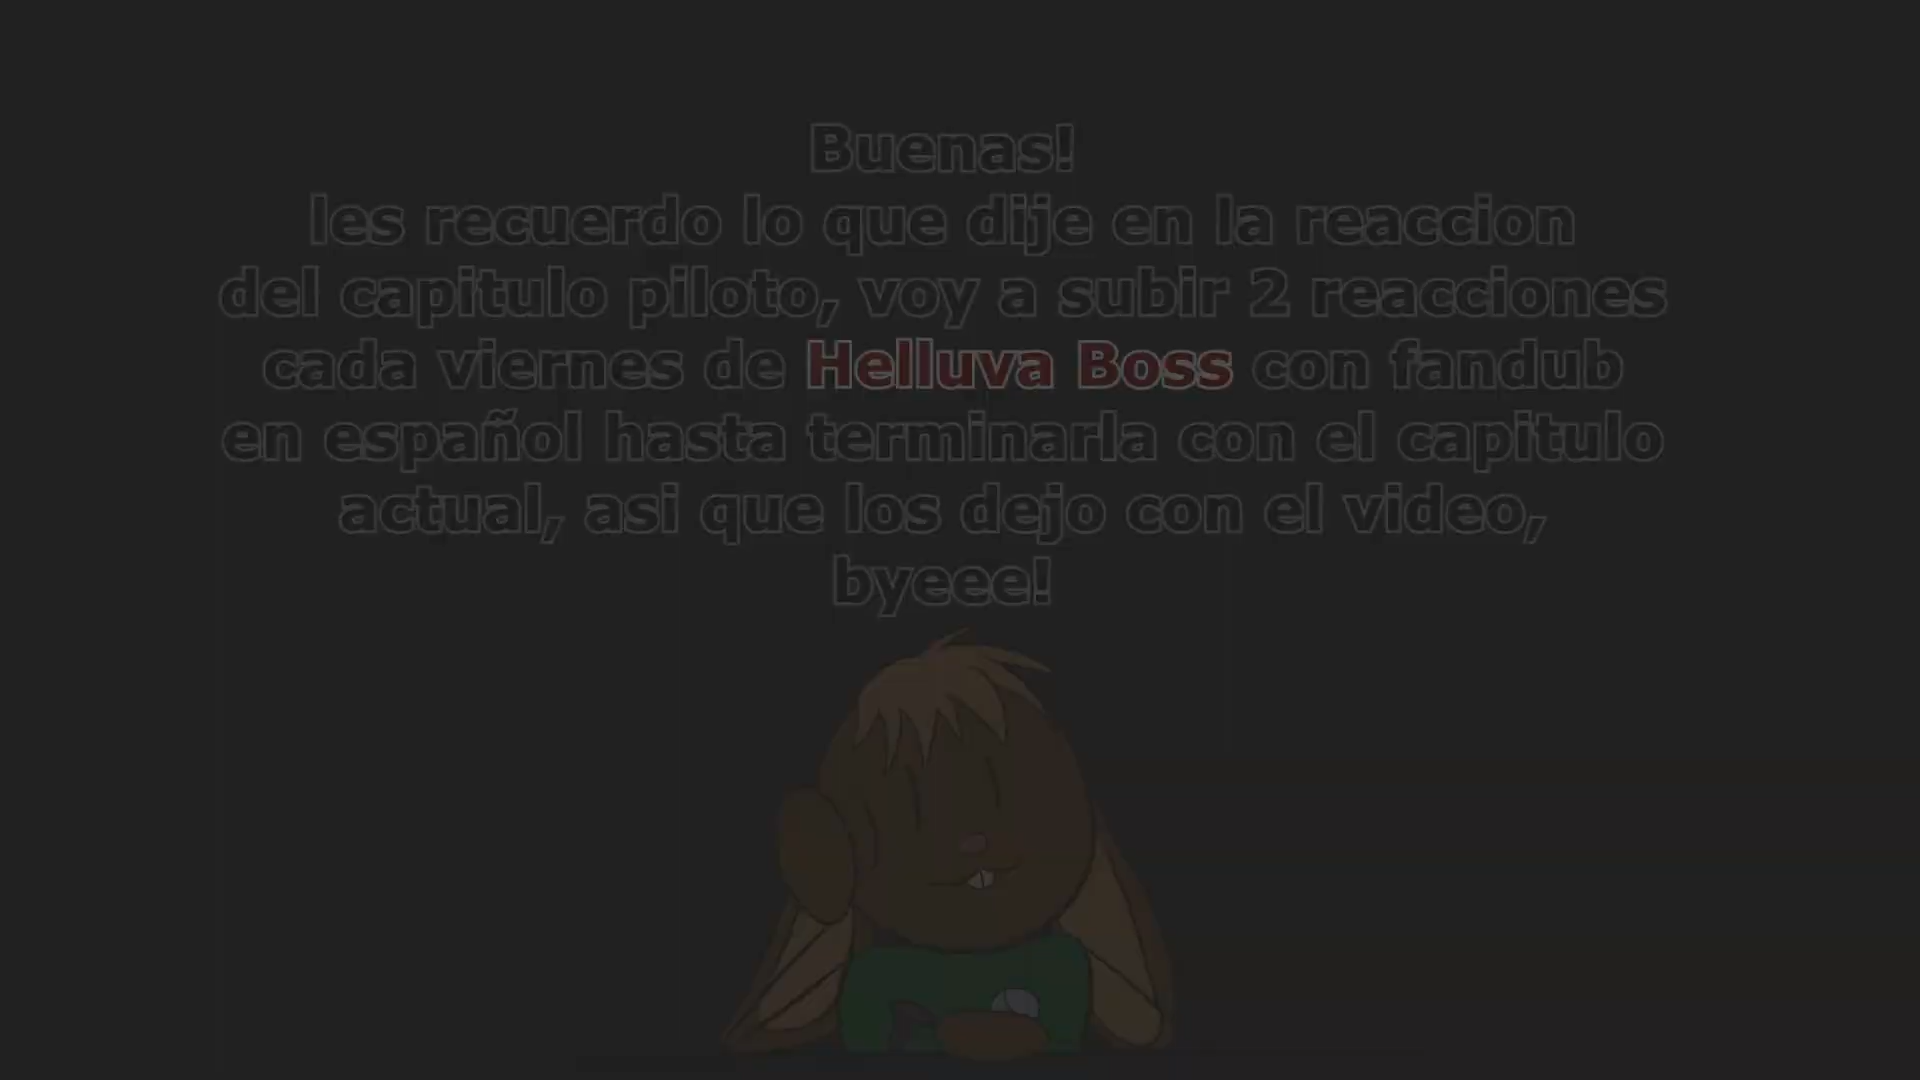 Buenas!
les recuerdo lo que dije en la reaccion
del capitulo piloto, voy a subir 2 reacciones
cada viernes de Helluva Boss con fandub
en español hasta terminarla con el capitulo
actual, asi que los dejo con el video,
byeee!